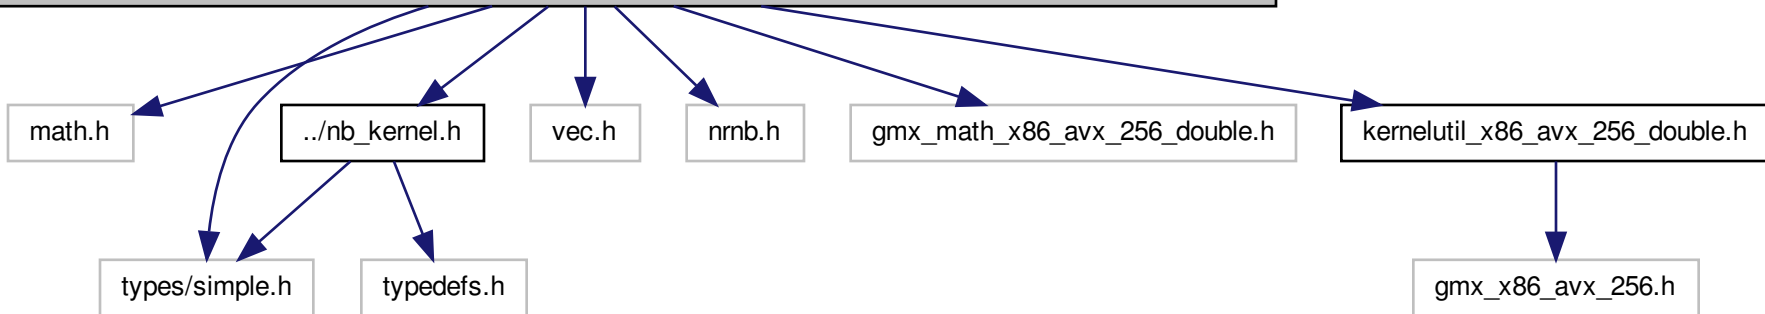 math.h
../nb_kernel.h
vec.h
nrnb.h
gmx_math_x86_avx_256_double.h
kernelutil_x86_avx_256_double.h
types/simple.h
typedefs.h
gmx_x86_avx_256.h